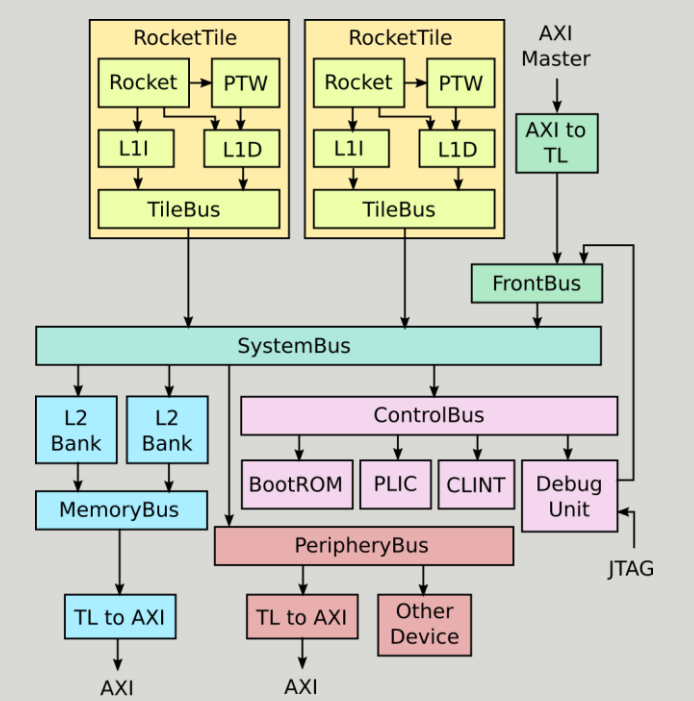 RocketTile
RocketTile
AXI
Master
Rocket
PTW
Rocket
PTW
AXI to
TL
L1I
L1D
L1I
L1D
TileBus
TileBus
FrontBus
SystemBus
L2
Bank
L2
Bank
ControlBus
BootROM
PLIC
CLINT
Debug
Unit
MemoryBus
PeripheryBus
JTAG
TL to AXI
TL to AXI
Other
Device
AXI
AXI